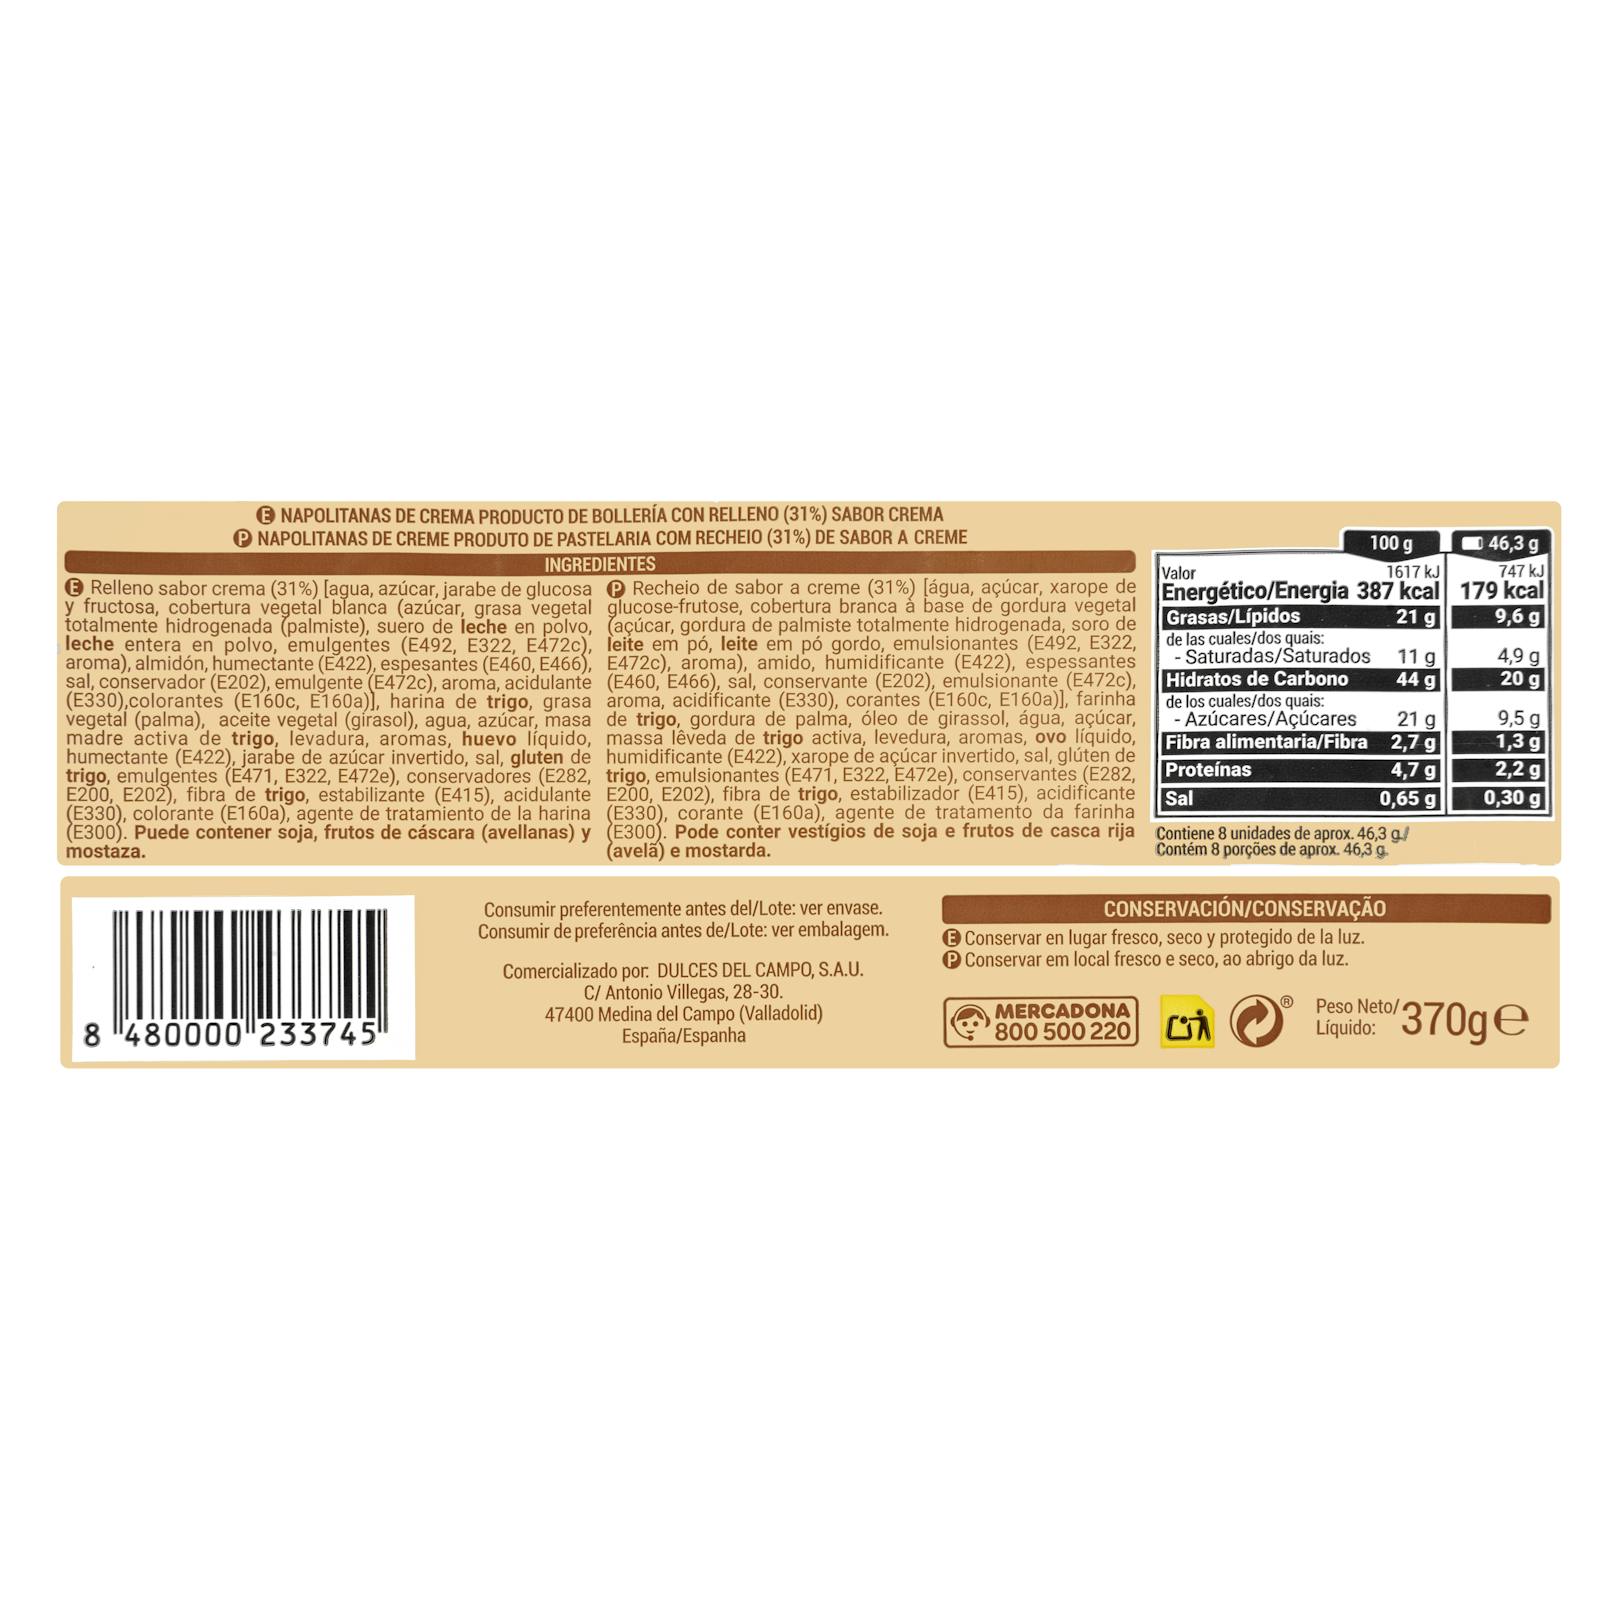 E NAPOLITANAS DE CREMA PRODUCTO DE BOLLERÍA CON RELLENO (31%) SABOR CREMA
P NAPOLITANAS DE CREME PRODUTO DE PASTELARIA COM RECHEIO (31%) DE SABOR A CREME
INGREDIENTES
E Relleno sabor crema (31%) [agua, azúcar, jarabe de glucosa
y fructosa, cobertura vegetal blanca (azúcar, grasa vegetal
totalmente hidrogenada (palmiste), suero de leche en polvo,
leche entera en polvo, emulgentes (E492, E322, E472c),
aroma), almidón, humectante (E422), espesantes (E460, E466),
sal, conservador (E202), emulgente (E472c), aroma, acidulante
(E330),colorantes (E160c, E160a)], harina de trigo, grasa
vegetal (palma), aceite vegetal (girasol), agua, azúcar, masa
madre activa de trigo, levadura, aromas, huevo líquido,
humectante (E422), jarabe de azúcar invertido, sal, gluten de
trigo, emulgentes (E471, E322, E472e), conservadores (E282,
E200, E202), fibra de trigo, estabilizante (E415), acidulante
(E330), colorante (E160a), agente de tratamiento de la harina
(E300). Puede contener soja, frutos de cáscara (avellanas) y
mostaza.
P Recheio de sabor a creme (31%) [água, açúcar, xarope de
glucose-frutose, cobertura branca à base de gordura vegetal
(açúcar, gordura de palmiste totalmente hidrogenada, soro de
leite em pó, leite em pó gordo, emulsionantes (E492, E322,
E472c), aroma), amido, humidificante (E422), espessantes
(E460, E466), sal, conservante (E202), emulsionante (E472c),
aroma, acidificante (E330), corantes (E160c, E160a)], farinha
de trigo, gordura de palma, óleo de girassol, água, açúcar,
massa lêveda de trigo activa, levedura, aromas, ovo líquido,
humidificante (E422), xarope de açúcar invertido, sal, glúten de
trigo, emulsionantes (E471, E322, E472e), conservantes (E282,
E200, E202), fibra de trigo, estabilizador (E415), acidificante
(E330), corante (E160a), agente de tratamento da farinha
(E300). Pode conter vestígios de soja e frutos de casca rija
(avelã) e mostarda.
100 g 46,3 g
Valor 1617 kJ 747 kJ
Energético/Energia 387 kcal 179 kcal
Grasas/Lípidos 21 g 9,6 g
de las cuales/dos quais:
- Saturadas/Saturados 11 g 4,9 g
Hidratos de Carbono 44 g 20 g
de los cuales/dos quais:
- Azúcares/Açúcares 21 g 9,5 g
Fibra alimentaria/Fibra 2,7 g 1,3 g
Proteínas 4,7 g 2,2 g
Sal 0,65 g 0,30 g
Contiene 8 unidades de aprox. 46,3 g./
Contém 8 porções de aprox. 46,3 g.
8 480000 233745
Consumir preferentemente antes del/Lote: ver envase.
Consumir de preferência antes de/Lote: ver embalagem.
Comercializado por: DULCES DEL CAMPO, S.A.U.
C/ Antonio Villegas, 28-30.
47400 Medina del Campo (Valladolid)
España/Espanha
CONSERVACIÓN/CONSERVAÇÃO
E Conservar en lugar fresco, seco y protegido de la luz.
P Conservar em local fresco e seco, ao abrigo da luz.
MERCADONA
800 500 220
®
Peso Neto/
Líquido: 370g e